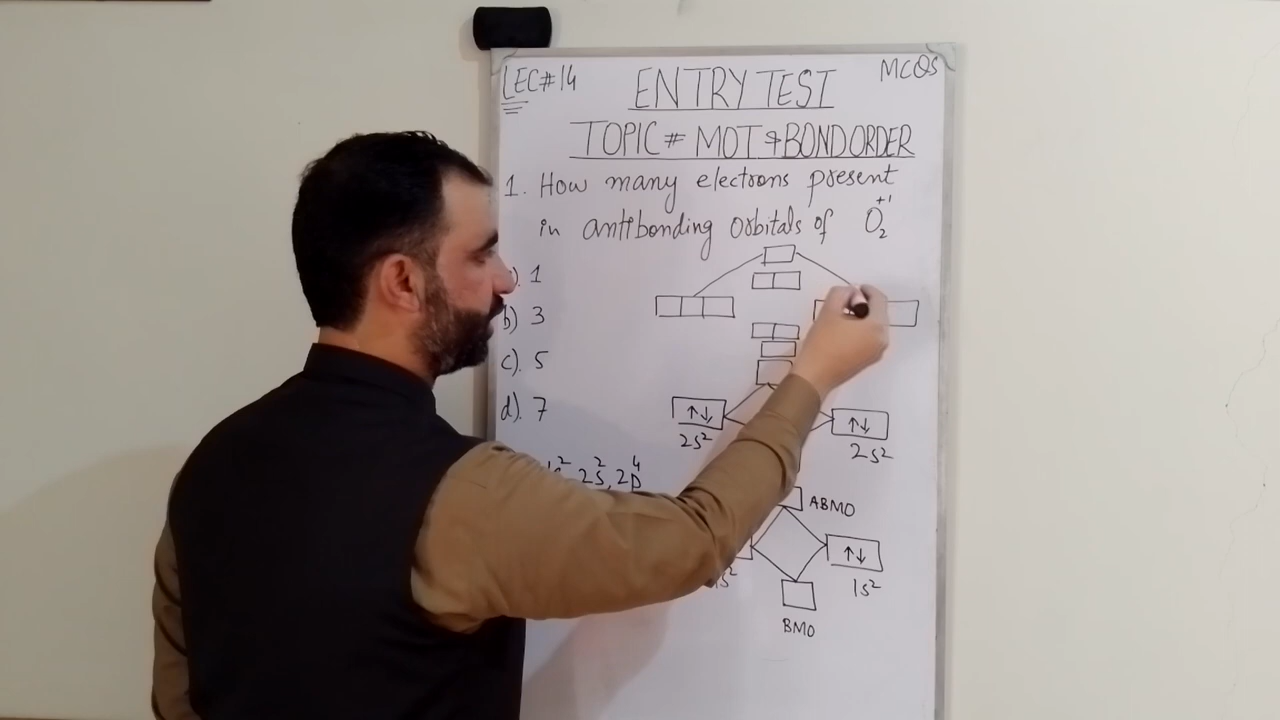 LEC#14
ENTRY TEST
MCQS
TOPIC # MOT & BOND ORDER
1. How many electrons present
in antibonding orbitals of O₂⁺¹
1
b) 3
c). 5
d). 7
↑↓
2s²
↑↓
2s²
2s², 2p⁴
ABMO
↑↓
s²
1s²
BMO